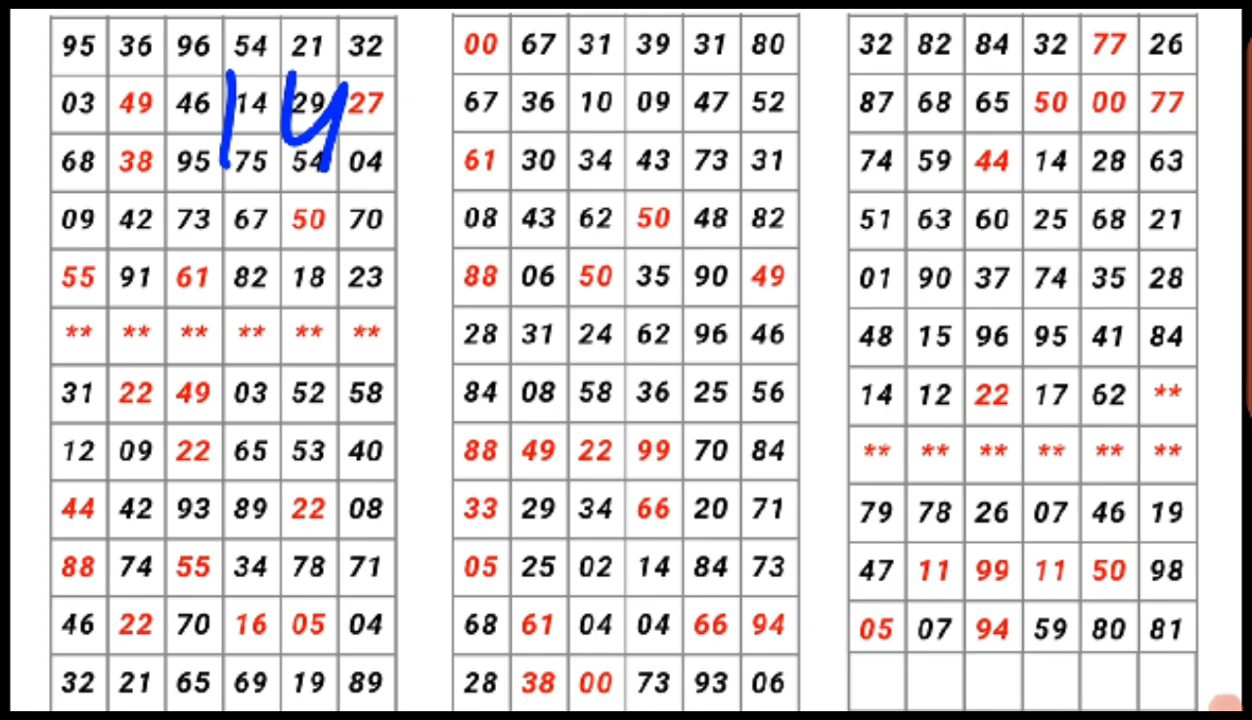 95 36 96 54 21 32
03 49 46 14 29 27
68 38 95 75 54 04
09 42 73 67 50 70
55 91 61 82 18 23
** ** ** ** ** **
31 22 49 03 52 58
12 09 22 65 53 40
44 42 93 89 22 08
88 74 55 34 78 71
46 22 70 16 05 04
32 21 65 69 19 89
14
00 67 31 39 31 80
67 36 10 09 47 52
61 30 34 43 73 31
08 43 62 50 48 82
88 06 50 35 90 49
28 31 24 62 96 46
84 08 58 36 25 56
88 49 22 99 70 84
33 29 34 66 20 71
05 25 02 14 84 73
68 61 04 04 66 94
28 38 00 73 93 06
32 82 84 32 77 26
87 68 65 50 00 77
74 59 44 14 28 63
51 63 60 25 68 21
01 90 37 74 35 28
48 15 96 95 41 84
14 12 22 17 62 **
** ** ** ** ** **
79 78 26 07 46 19
47 11 99 11 50 98
05 07 94 59 80 81